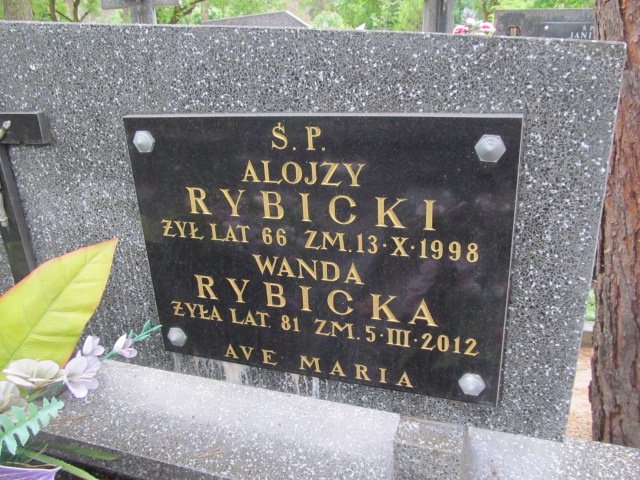 Ś. P.
ALOJZY
RYBICKI
ŻYŁ LAT 66 ZM. 13·X·1998
WANDA
RYBICKA
ŻYŁA LAT. 81 ZM. 5·III·2012
AVE MARIA